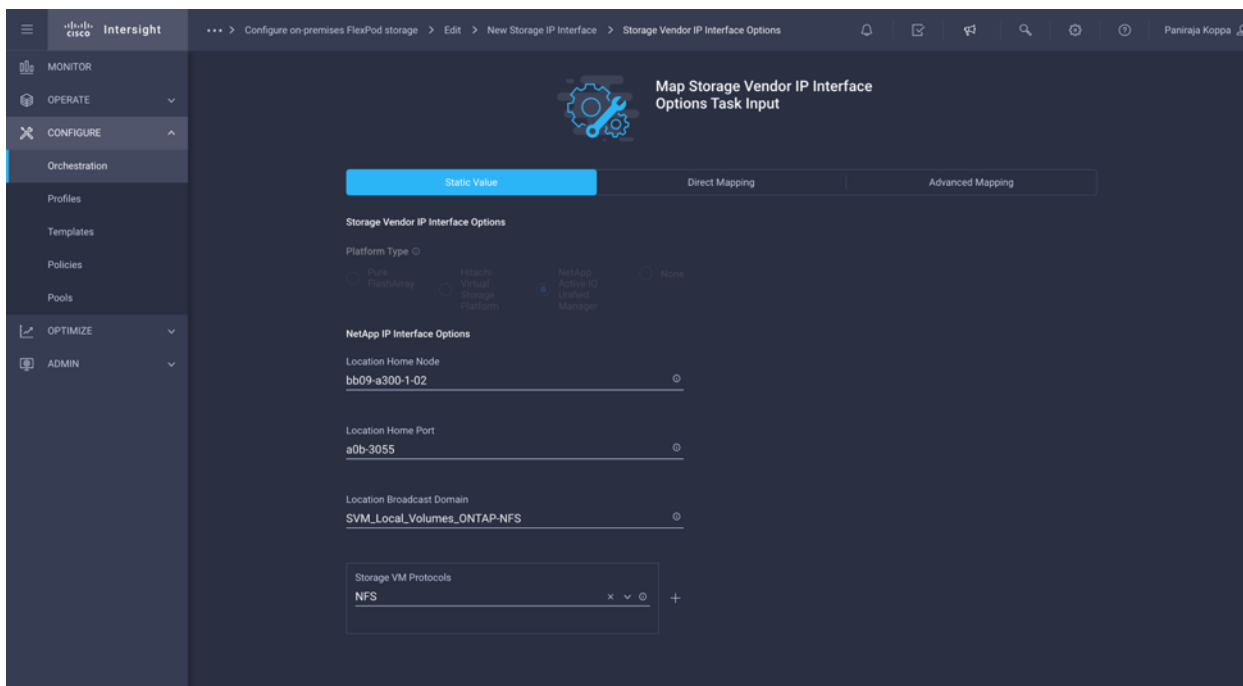 cisco Intersight
••• > Configure on-premises FlexPod storage > Edit > New Storage IP Interface > Storage Vendor IP Interface Options
Paniraja Koppa
MONITOR
OPERATE
CONFIGURE
Orchestration
Profiles
Templates
Policies
Pools
OPTIMIZE
ADMIN
Map Storage Vendor IP Interface
Options Task Input
Static Value
Direct Mapping
Advanced Mapping
Storage Vendor IP Interface Options
Platform Type
Pure
FlashArray
Hitachi
Virtual
Storage
Platform
NetApp
Active IQ
Unified
Manager
None
NetApp IP Interface Options
Location Home Node
bb09-a300-1-02
Location Home Port
a0b-3055
Location Broadcast Domain
SVM_Local_Volumes_ONTAP-NFS
Storage VM Protocols
NFS